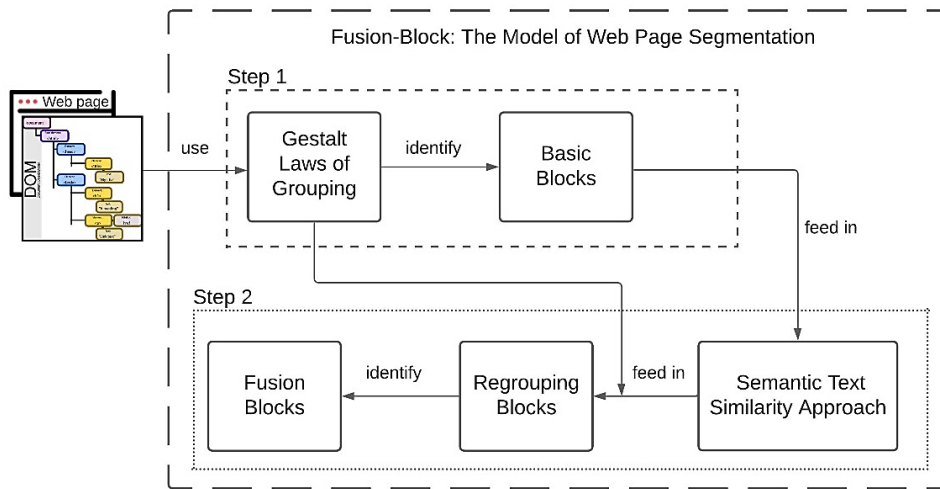 Fusion-Block: The Model of Web Page Segmentation
Step 1
Web page
DOM
use
Gestalt
Laws of
Grouping
identify
Basic
Blocks
feed in
Step 2
Fusion
Blocks
identify
Regrouping
Blocks
feed in
Semantic Text
Similarity Approach